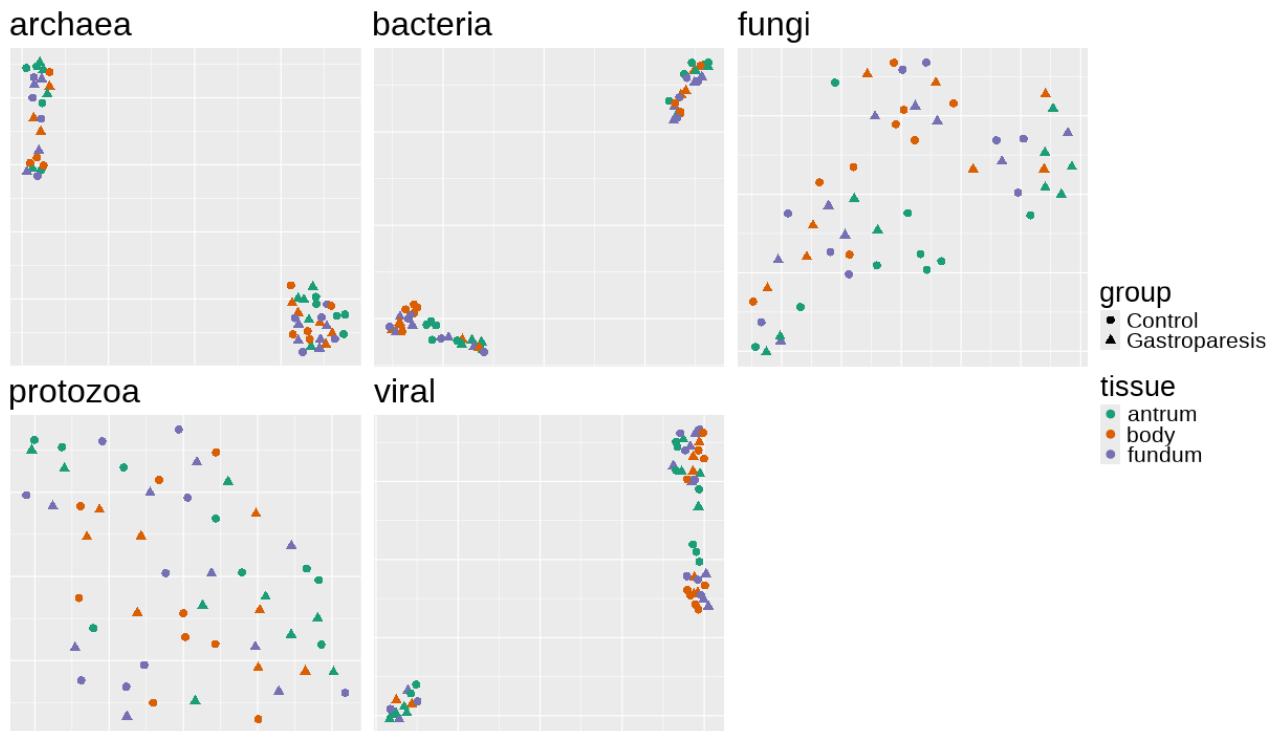 archaea
bacteria
fungi
protozoa
viral
group
Control
Gastroparesis
tissue
antrum
body
fundum